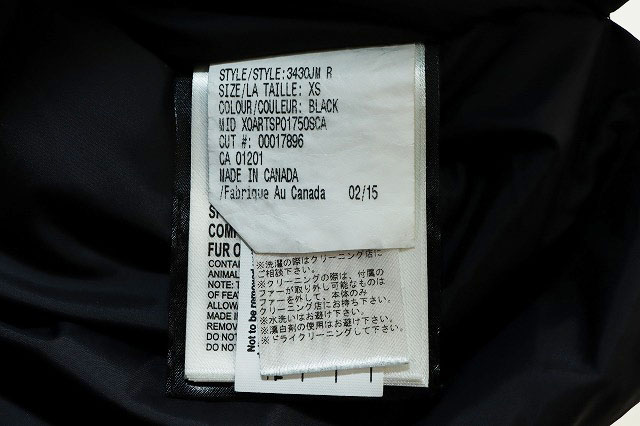 STYLE/STYLE:3430JM R
SIZE/LA TAILLE: XS
COLOUR/COULEUR: BLACK
MID XOARTSPO1750SCA
CUT #: 00017896
CA 01201
MADE IN CANADA
/Fabrique Au Canada 02/15
FUR O
CONTA
ANIMAL
NOTE: T
OF FEAT
ALLOWA
MADE IN
REMOV
DO NOT
DO NOT
Not to be removed
※洗濯の際はクリーニング店に
ご相談下さい。
※クリーニングの際は、付属の
ファーが取り外し可能なものは
ファーを外して、本体のみ
クリーニング店にお持ち下さい。
※水洗いはお避け下さい。
※漂白剤の使用はお避け下さい。
※ドライクリーニングして下さい。